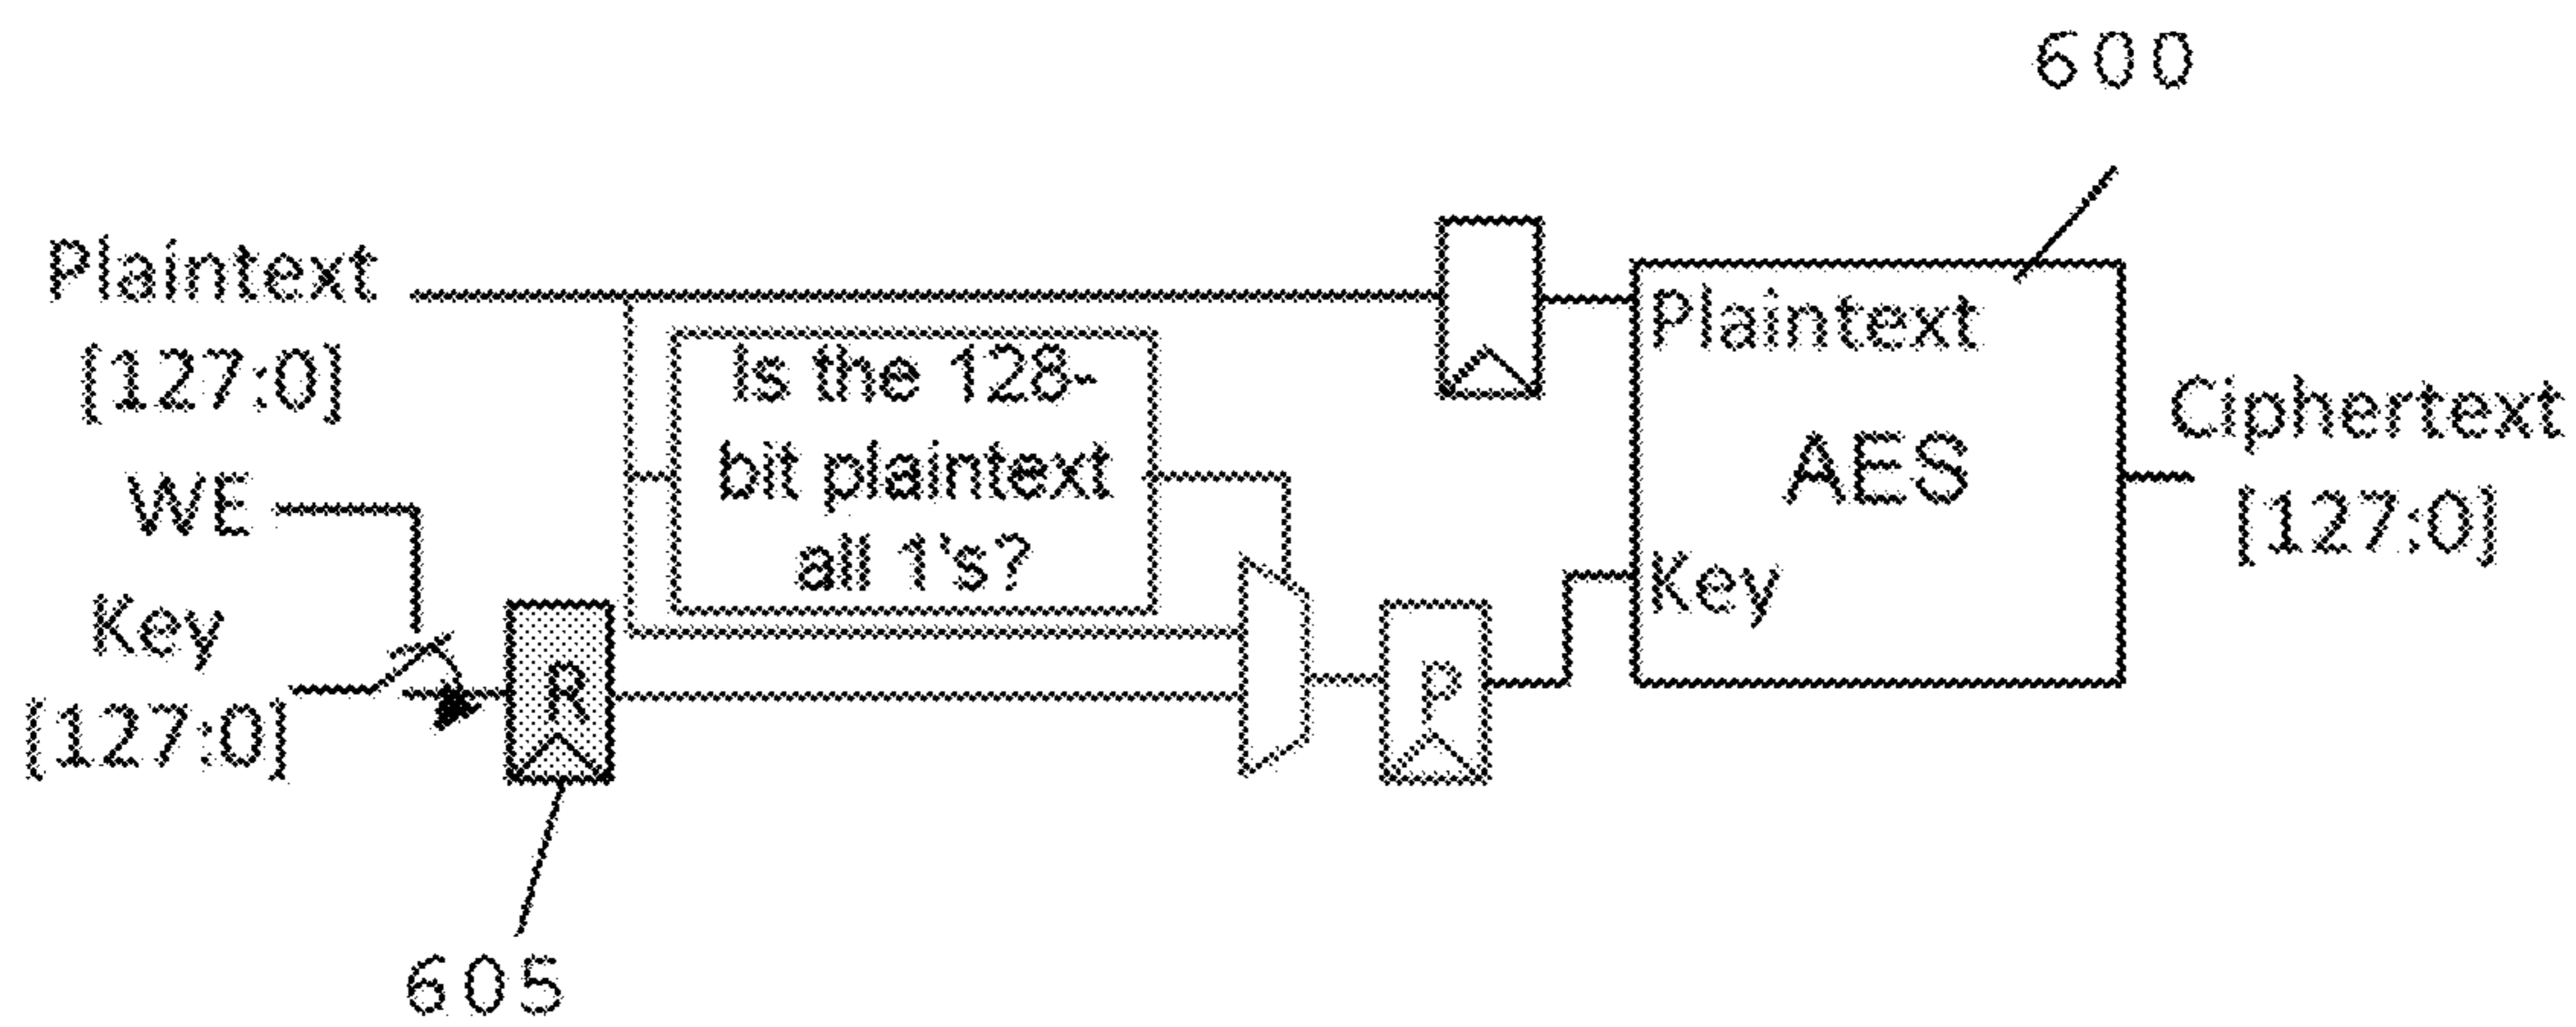 600
Plaintext
[127:0]
WE
Key
[127:0]
R
605
Is the 128-
bit plaintext
all 1's?
P
Plaintext
AES
Key
Ciphertext
[127:0]